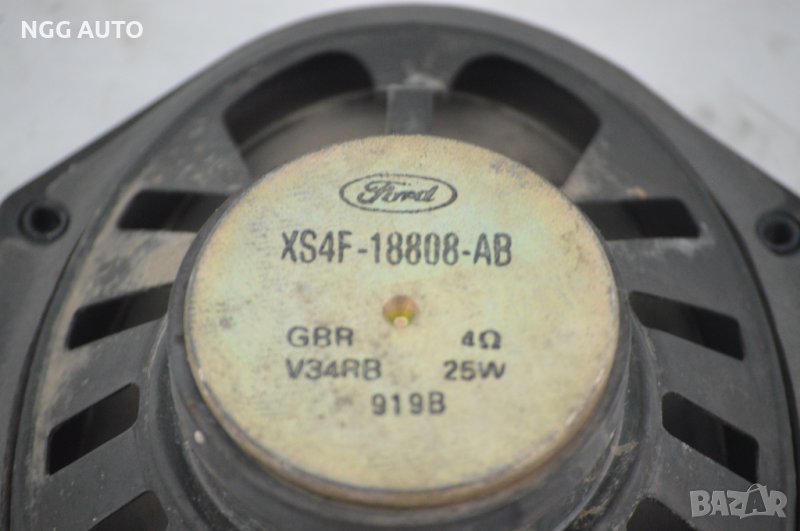 NGG AUTO
Ford
XS4F-18808-AB
GBR 4Ω
V34RB 25W
919B
BAZAR